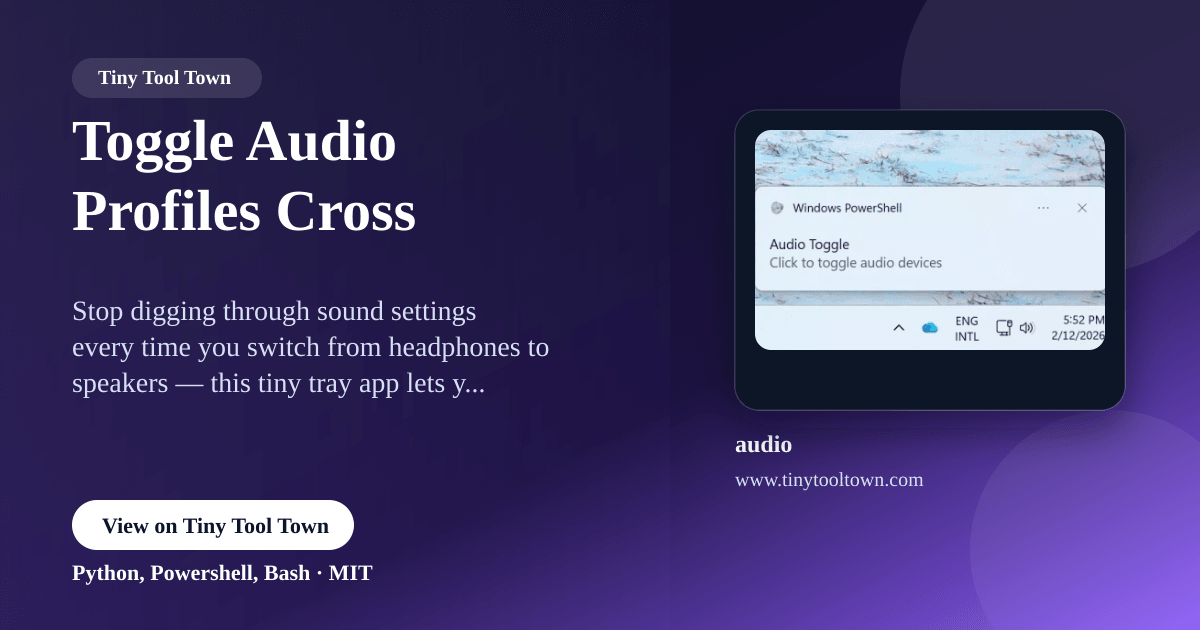 Tiny Tool Town
Toggle Audio
Profiles Cross
Stop digging through sound settings
every time you switch from headphones to
speakers — this tiny tray app lets y...
View on Tiny Tool Town
Python, Powershell, Bash · MIT
Windows PowerShell
Audio Toggle
Click to toggle audio devices
ENG
INTL
5:52 PM
2/12/2026
audio
www.tinytooltown.com